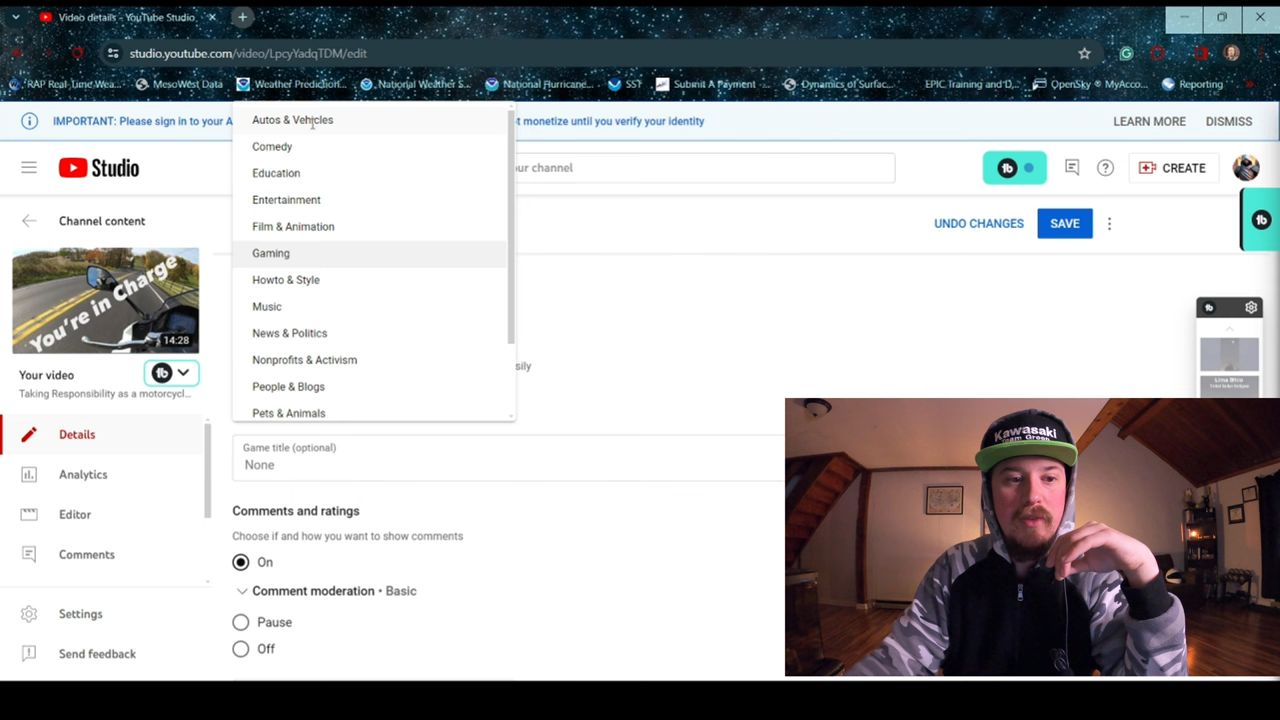 Video details - YouTube Studio
studio.youtube.com/video/LpcyYadqTDM/edit
RAP Real-Time Wea...
MesoWest Data
Weather Prediction...
National Weather S...
National Hurricane...
SST
Submit A Payment -...
Dynamics of Surfac...
EPIC Training and D...
OpenSky ® MyAcco...
Reporting
IMPORTANT: Please sign in to your A
t monetize until you verify your identity
LEARN MORE
DISMISS
Studio
our channel
CREATE
Channel content
UNDO CHANGES
SAVE
Autos & Vehicles
Comedy
Education
Entertainment
Film & Animation
Gaming
Howto & Style
Music
News & Politics
Nonprofits & Activism
People & Blogs
Pets & Animals
You're in Charge
14:28
Your video
Taking Responsibility as a motorcycl...
sily
Details
Analytics
Editor
Comments
Settings
Send feedback
Game title (optional)
None
Comments and ratings
Choose if and how you want to show comments
On
Comment moderation • Basic
Pause
Off
Kawasaki
Team Green